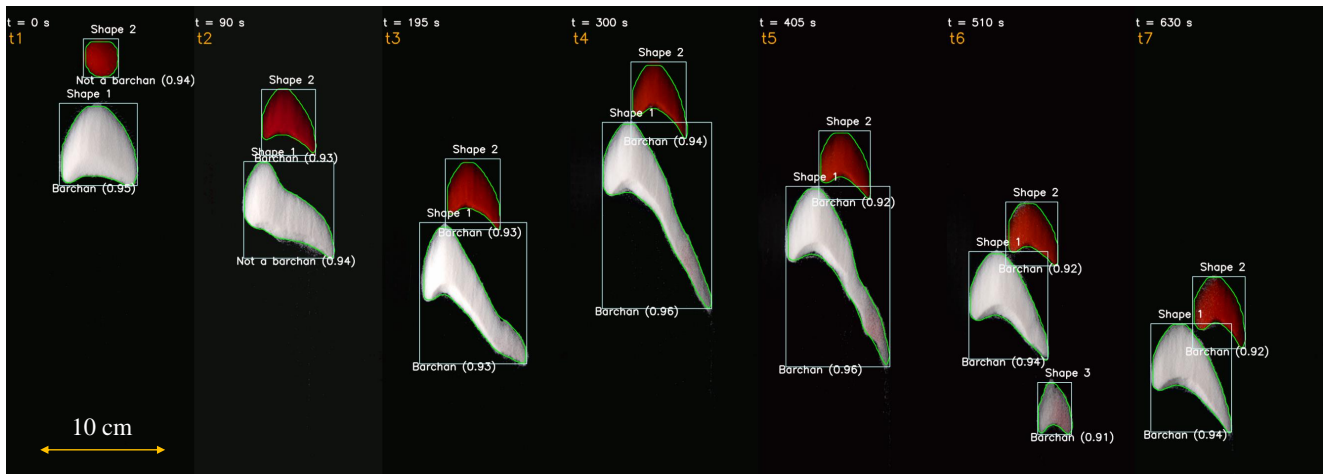 t = 0 s
t1
Shape 2
Not a barchan (0.94)
Shape 1
Barchan (0.95)
10 cm
t = 90 s
t2
Shape 2
Barchan (0.93)
Shape 1
Not a barchan (0.94)
t = 195 s
t3
Shape 2
Barchan (0.93)
Shape 1
Barchan (0.93)
t = 300 s
t4
Shape 2
Barchan (0.94)
Shape 1
Barchan (0.96)
t = 405 s
t5
Shape 2
Barchan (0.92)
Shape 1
Barchan (0.96)
t = 510 s
t6
Shape 2
Barchan (0.92)
Shape 1
Barchan (0.94)
Shape 3
Barchan (0.91)
t = 630 s
t7
Shape 2
Barchan (0.92)
Shape 1
Barchan (0.94)